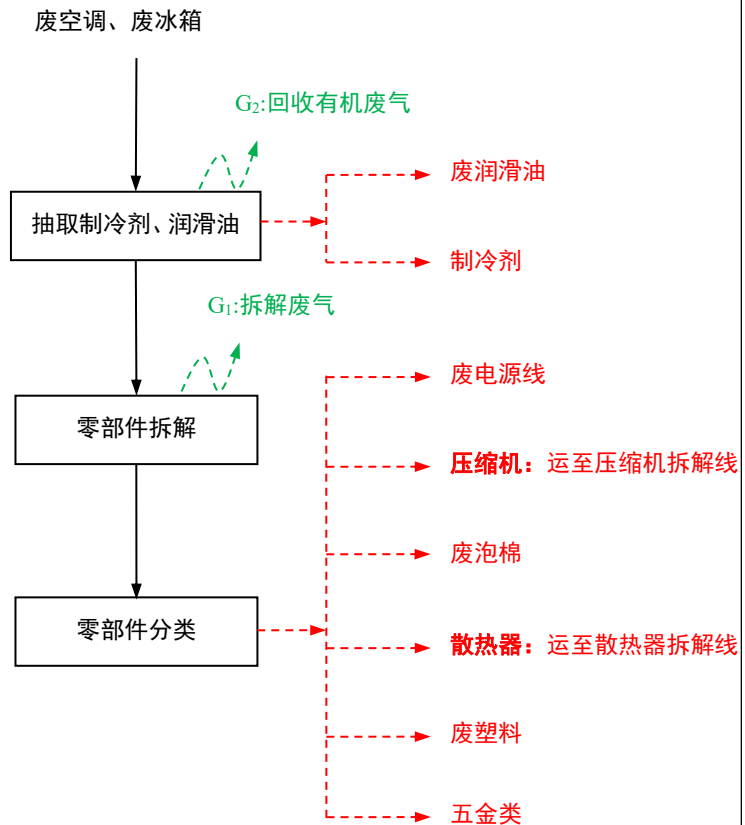 废空调、废冰箱
G₂:回收有机废气
废润滑油
抽取制冷剂、润滑油
制冷剂
G₁:拆解废气
废电源线
零部件拆解
压缩机：运至压缩机拆解线
废泡棉
零部件分类
散热器：运至散热器拆解线
废塑料
五金类